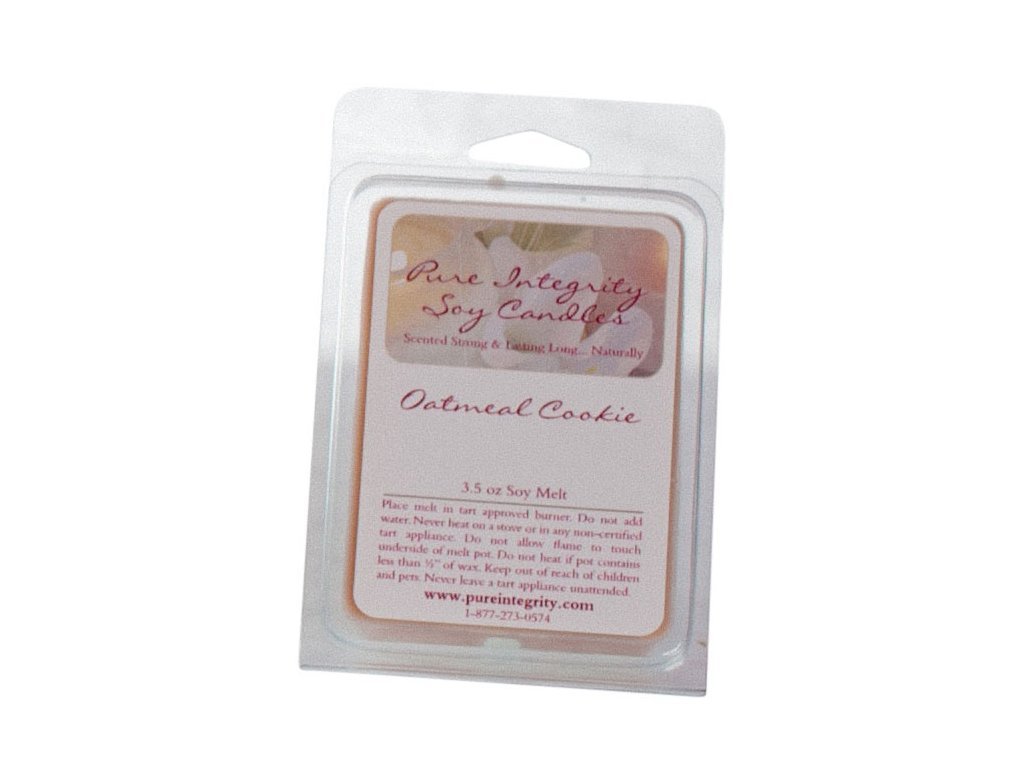 Pure Integrity
Soy Candles
Scented Strong & Lasting Long... Naturally
Oatmeal Cookie
3.5 oz Soy Melt
Place melt in tart approved burner. Do not add
water. Never heat on a stove or in any non-certified
tart appliance. Do not allow flame to touch
underside of melt pot. Do not heat if pot contains
less than ½" of wax. Keep out of reach of children
and pets. Never leave a tart appliance unattended.
www.pureintegrity.com
1-877-273-0574